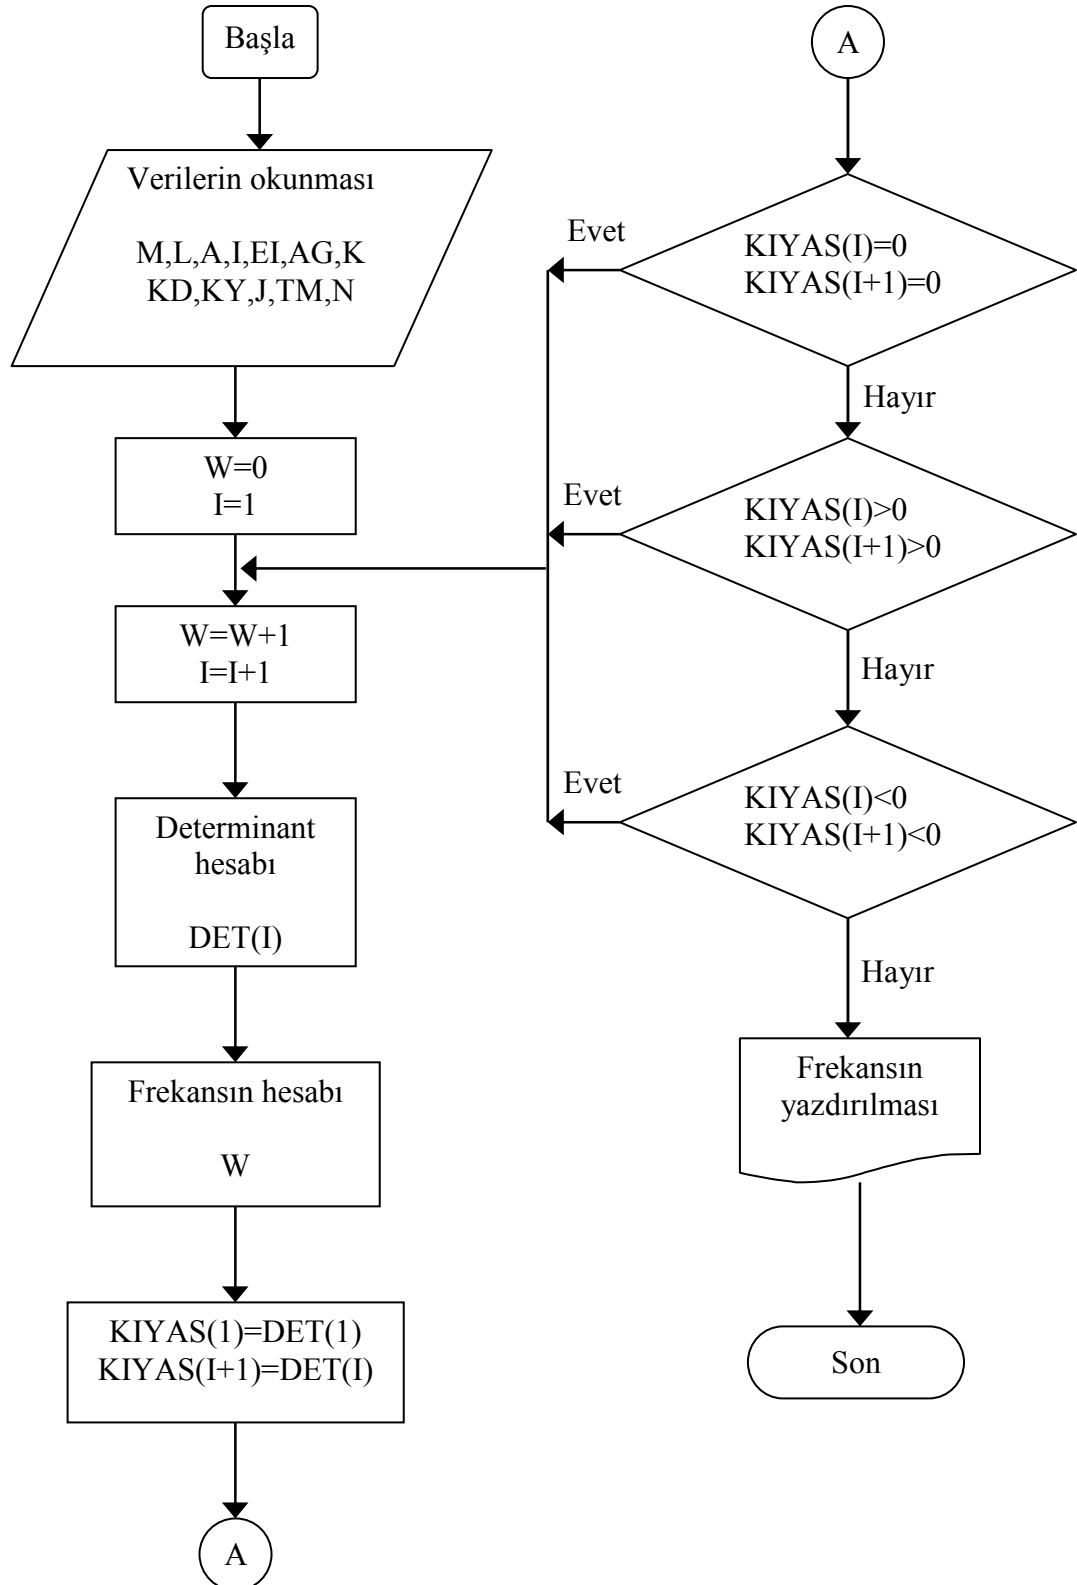 Başla
Verilerin okunması
M,L,A,I,EI,AG,K
KD,KY,J,TM,N
W=0
I=1
W=W+1
I=I+1
Determinant
hesabı
DET(I)
Frekansın hesabı
W
KIYAS(1)=DET(1)
KIYAS(I+1)=DET(I)
A
A
KIYAS(I)=0
KIYAS(I+1)=0
Evet
Hayır
KIYAS(I)>0
KIYAS(I+1)>0
Evet
Hayır
KIYAS(I)<0
KIYAS(I+1)<0
Evet
Hayır
Frekansın
yazdırılması
Son